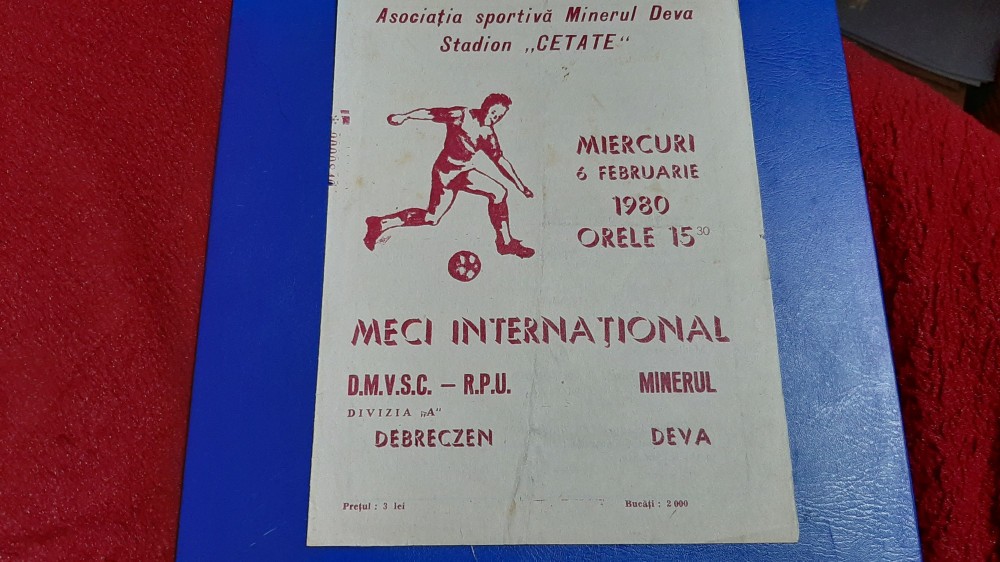 Asociația sportivă Minerul Deva
Stadion „CETATE"
MIERCURI
6 FEBRUARIE
1980
ORELE 15 30
MECI INTERNAȚIONAL
D.M.V.S.C. — R.P.U. MINERUL
DIVIZIA „A"
DEBRECZEN DEVA
Prețul : 3 lei Bucăți : 2 000